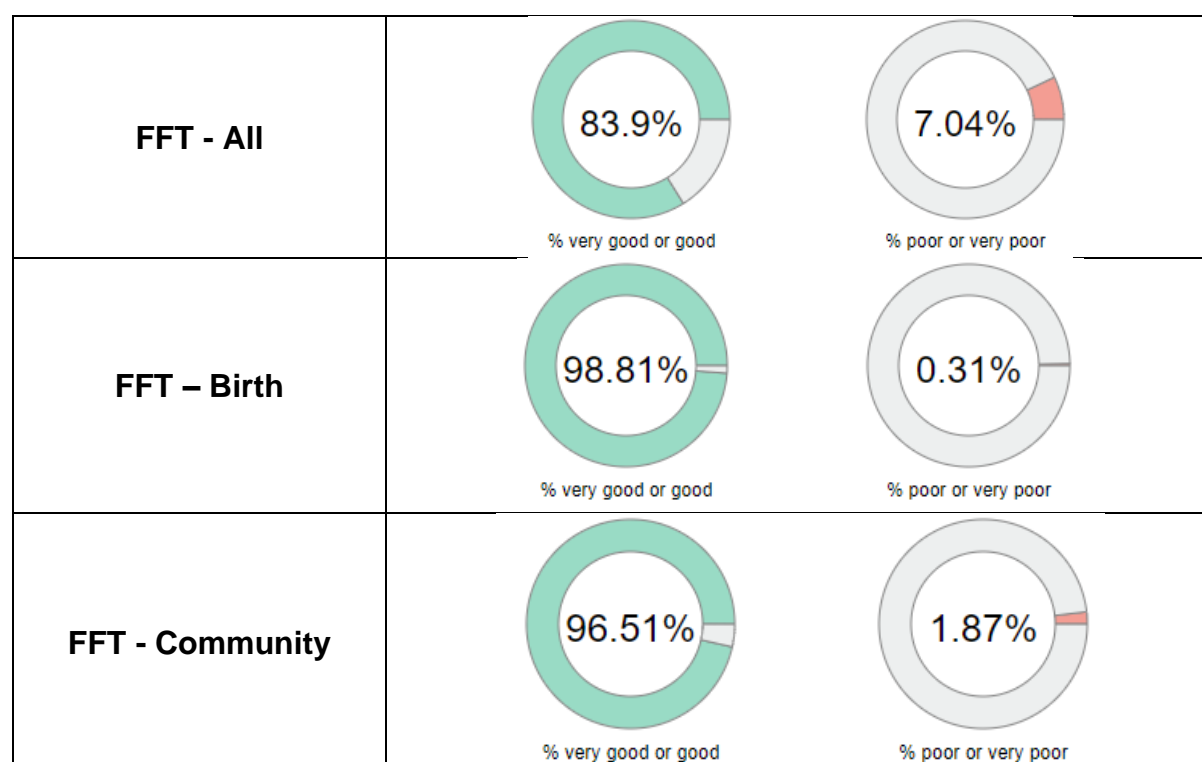 FFT - All
83.9%
7.04%
% very good or good
% poor or very poor
FFT – Birth
98.81%
0.31%
% very good or good
% poor or very poor
FFT - Community
96.51%
1.87%
% very good or good
% poor or very poor